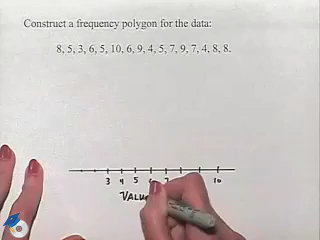 Construct a frequency polygon for the data:
8, 5, 3, 6, 5, 10, 6, 9, 4, 5, 7, 9, 7, 4, 8, 8.
3 4 5 6 7 10
VALU